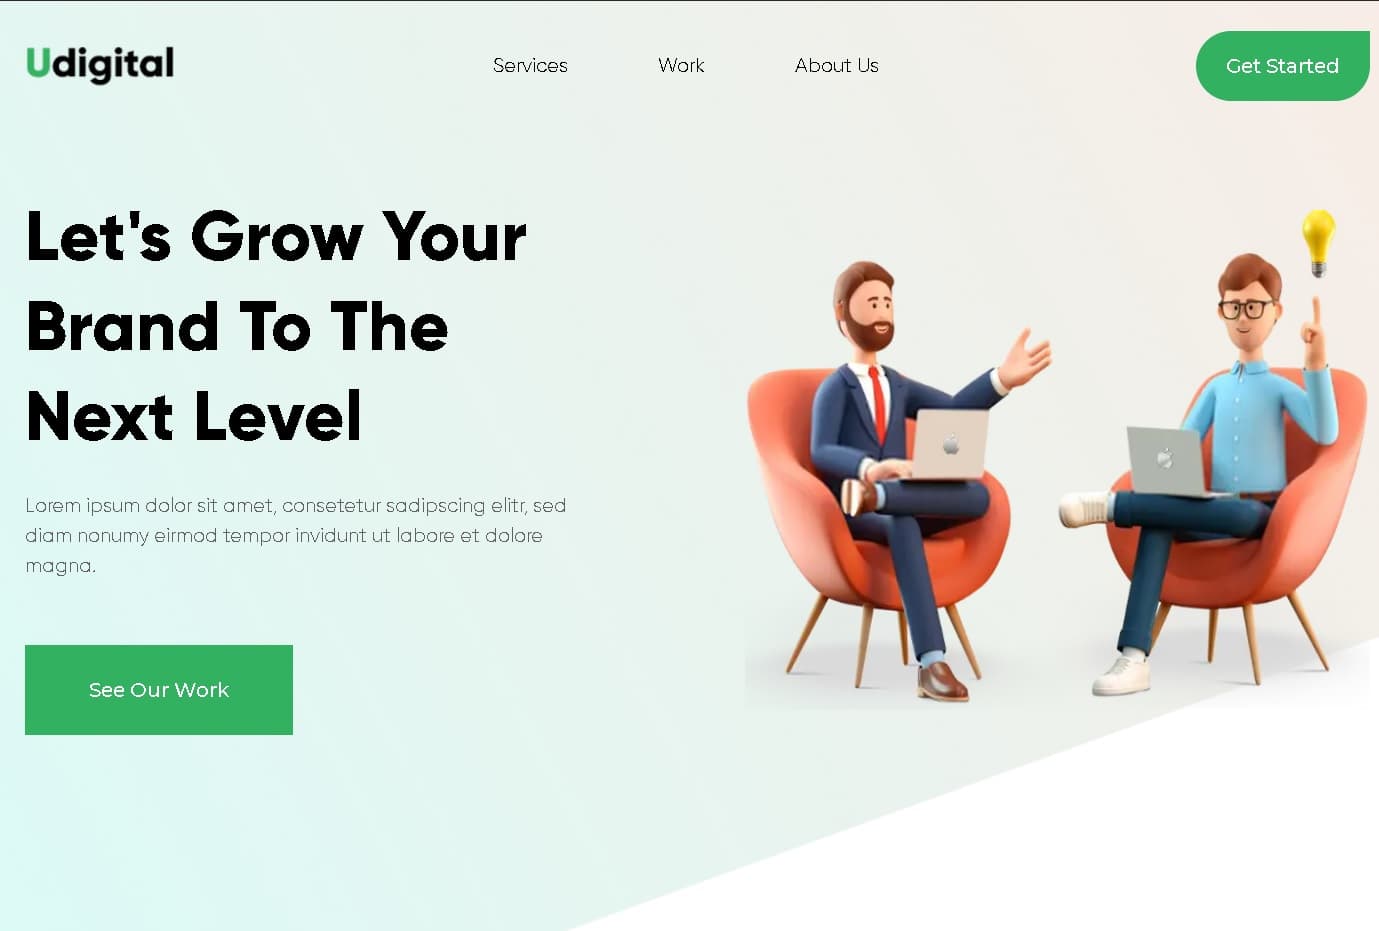 Udigital
Services
Work
About Us
Get Started
Let's Grow Your
Brand To The
Next Level
Lorem ipsum dolor sit amet, consetetur sadipscing elitr, sed
diam nonumy eirmod tempor invidunt ut labore et dolore
magna.
See Our Work